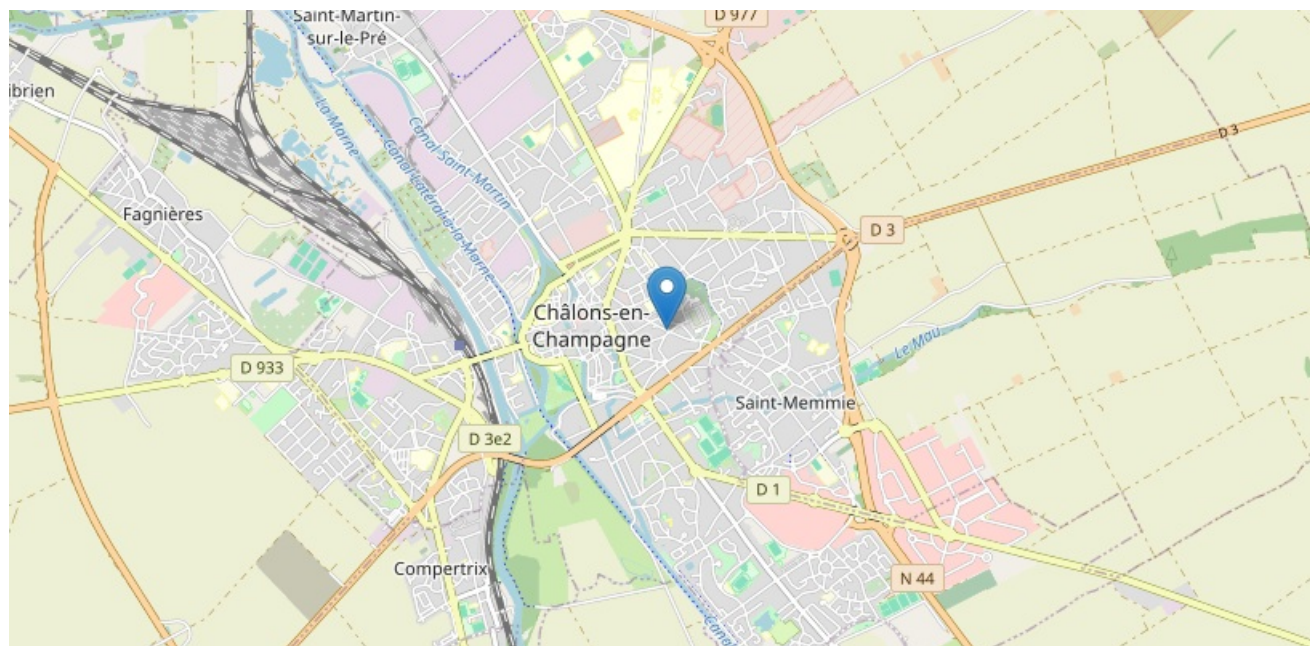 Saint-Martin-
sur-le-Pré
D 977
ibrien
La Marne
Canal Saint-Martin
Canal Latéral à la Marne
D 3
Fagnières
D 3
Châlons-en-
Champagne
Le Mau
D 933
Saint-Memmie
D 3e2
D 1
Compertrix
N 44
Canal